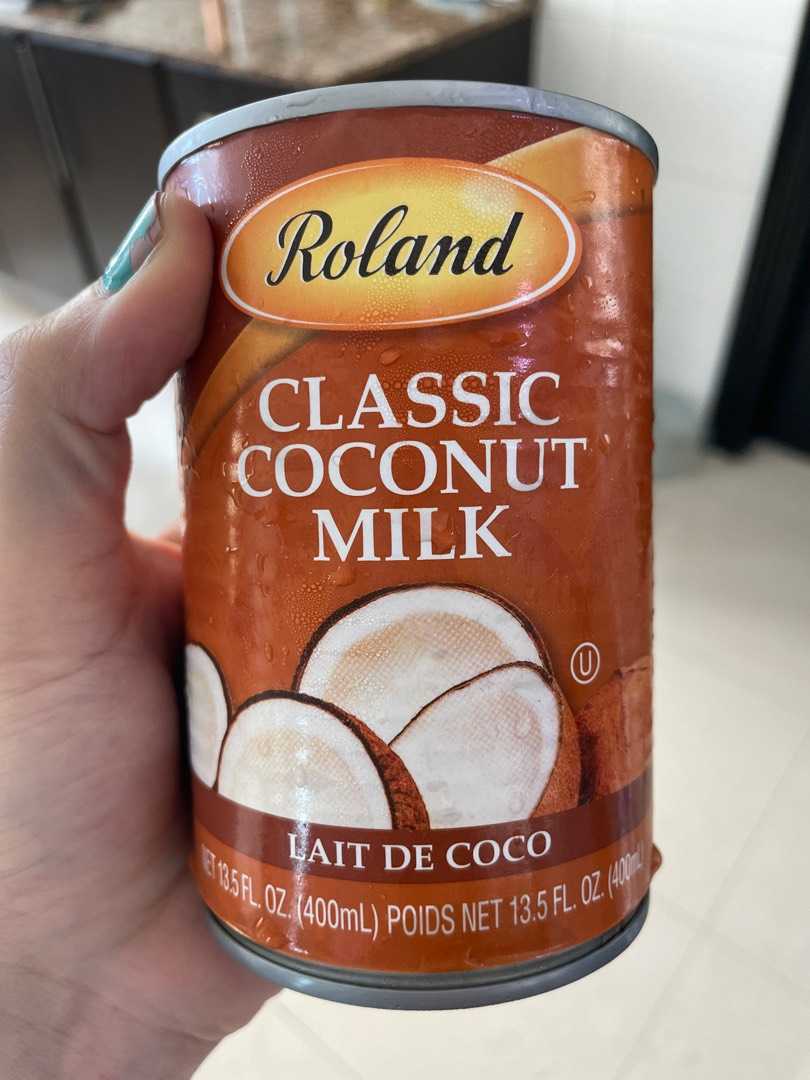 Roland
CLASSIC
COCONUT
MILK
U
LAIT DE COCO
NET 13.5 FL. OZ. (400mL) POIDS NET 13.5 FL. OZ. (400mL)